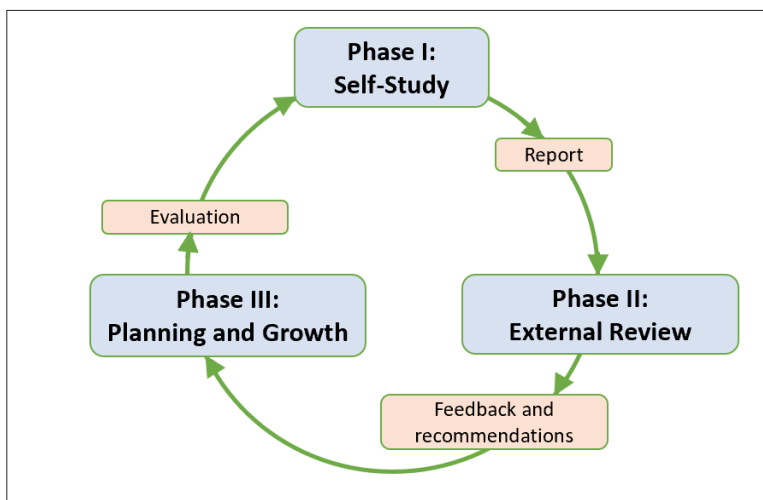 Phase I:
Self-Study
Report
Phase II:
External Review
Feedback and
recommendations
Phase III:
Planning and Growth
Evaluation